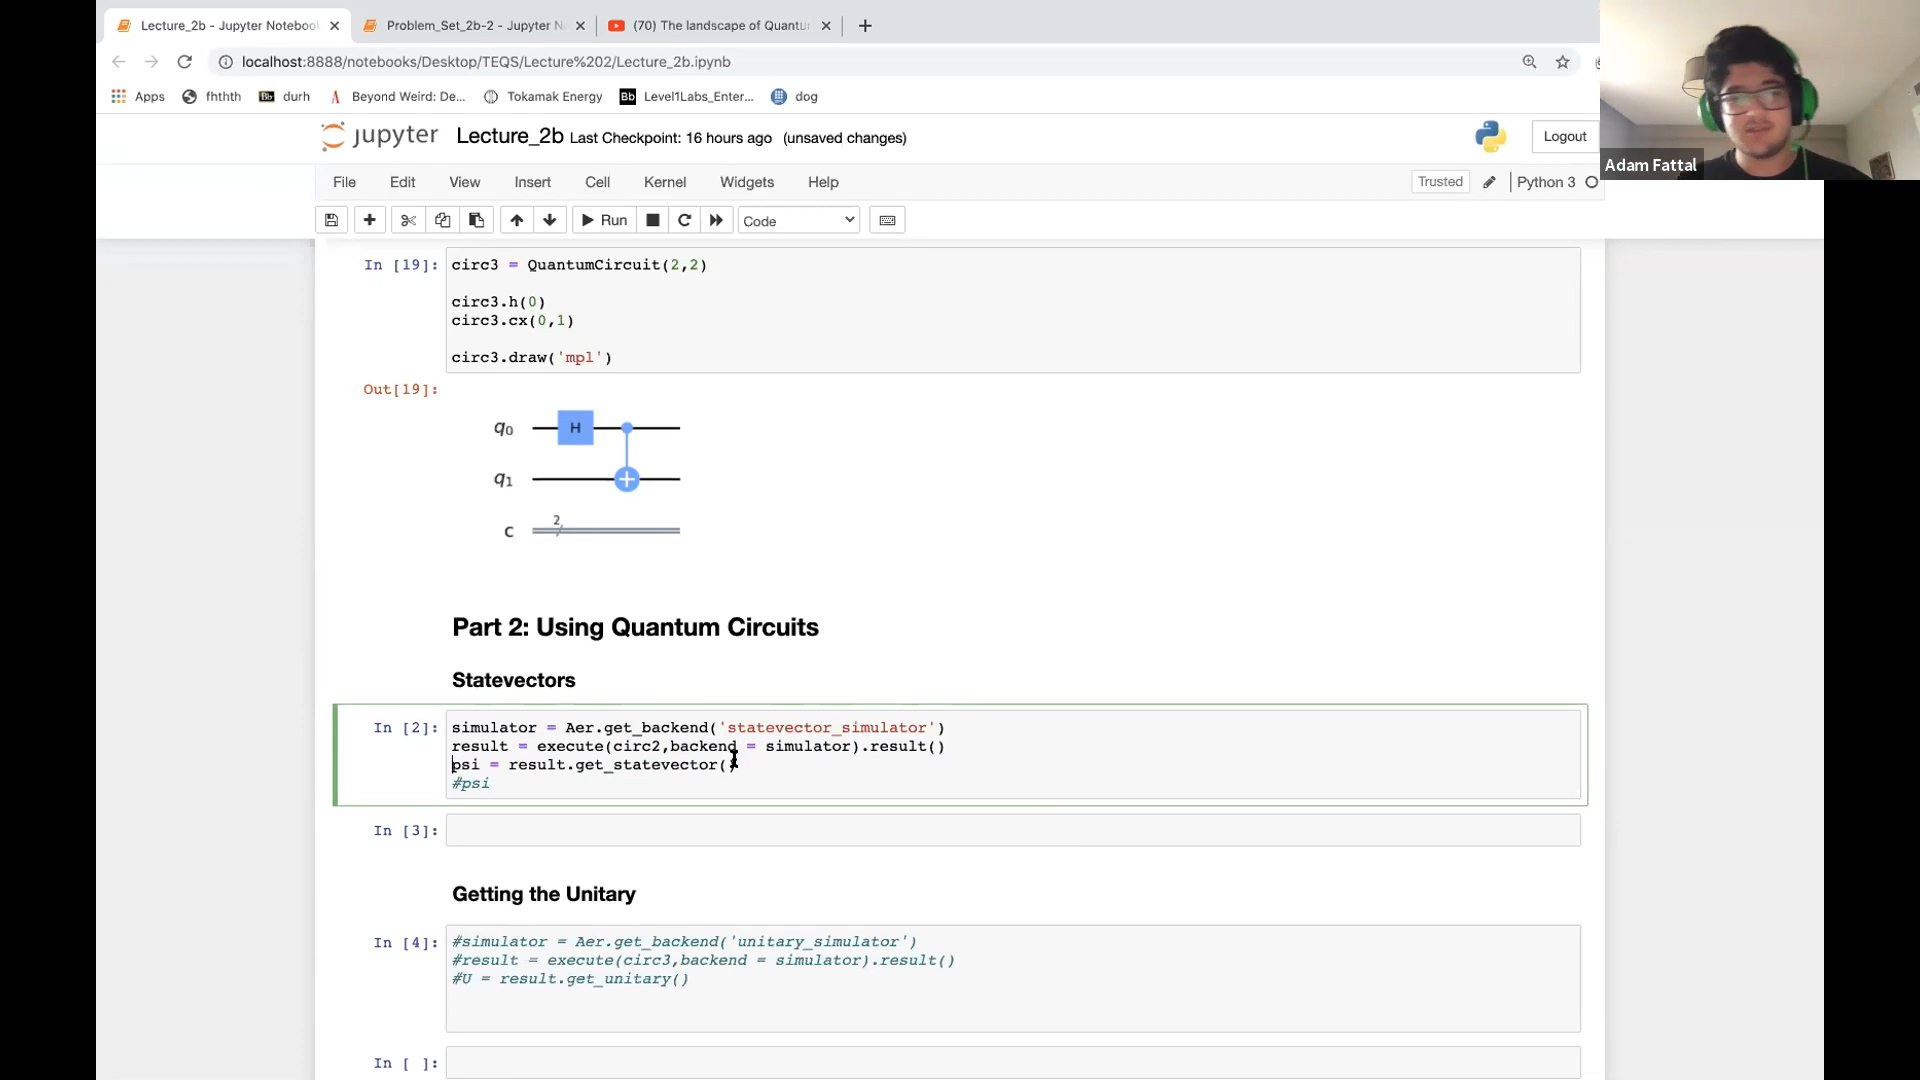 Lecture_2b - Jupyter Notebook
Problem_Set_2b-2 - Jupyter N
(70) The landscape of Quantu
localhost:8888/notebooks/Desktop/TEQS/Lecture%202/Lecture_2b.ipynb
Apps fhthth Bb durh Beyond Weird: De... Tokamak Energy Bb Level1Labs_Enter... dog
jupyter Lecture_2b Last Checkpoint: 16 hours ago (unsaved changes)
Logout
Adam Fattal
File Edit View Insert Cell Kernel Widgets Help
Trusted Python 3
Run Code
In [19]: circ3 = QuantumCircuit(2,2)
circ3.h(0)
circ3.cx(0,1)
circ3.draw('mpl')
Out[19]:
q0 H
q1
2
c
Part 2: Using Quantum Circuits
Statevectors
In [2]: simulator = Aer.get_backend('statevector_simulator')
result = execute(circ2,backend = simulator).result()
psi = result.get_statevector()
#psi
In [3]:
Getting the Unitary
In [4]: #simulator = Aer.get_backend('unitary_simulator')
#result = execute(circ3,backend = simulator).result()
#U = result.get_unitary()
In [ ]: